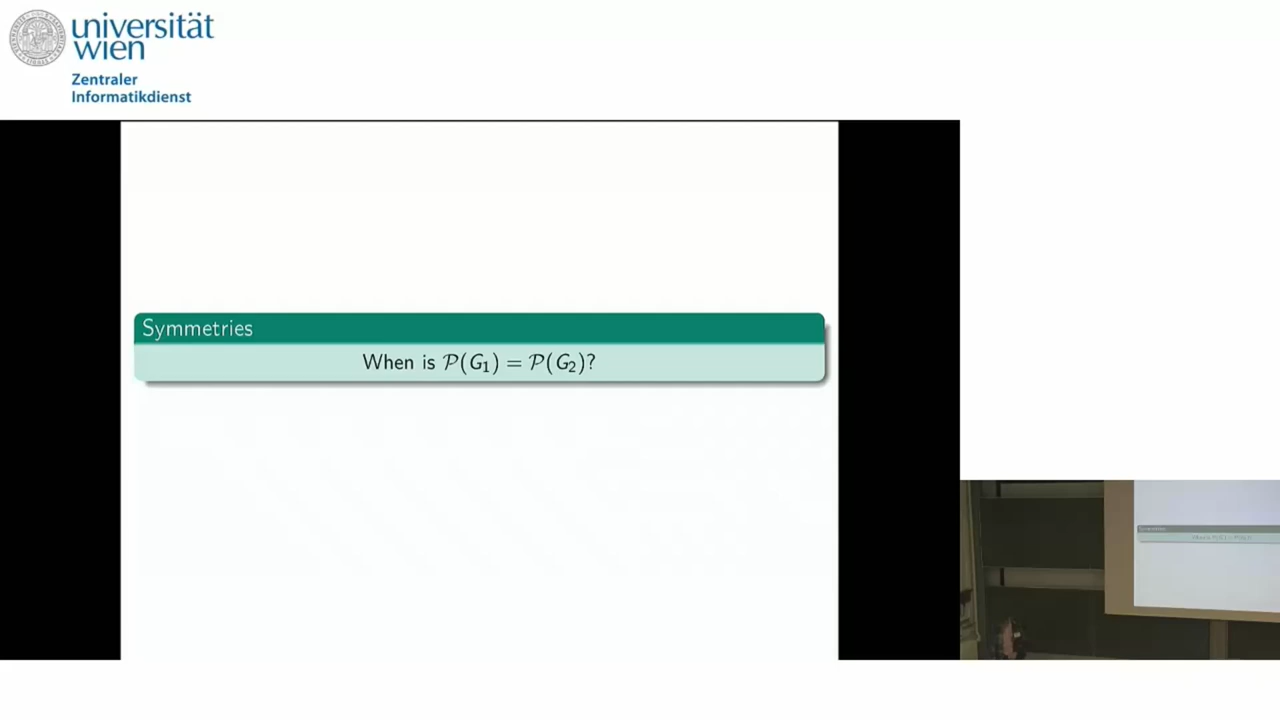 universität
wien
Zentraler
Informatikdienst
Symmetries
When is 𝒫(G₁) = 𝒫(G₂)?